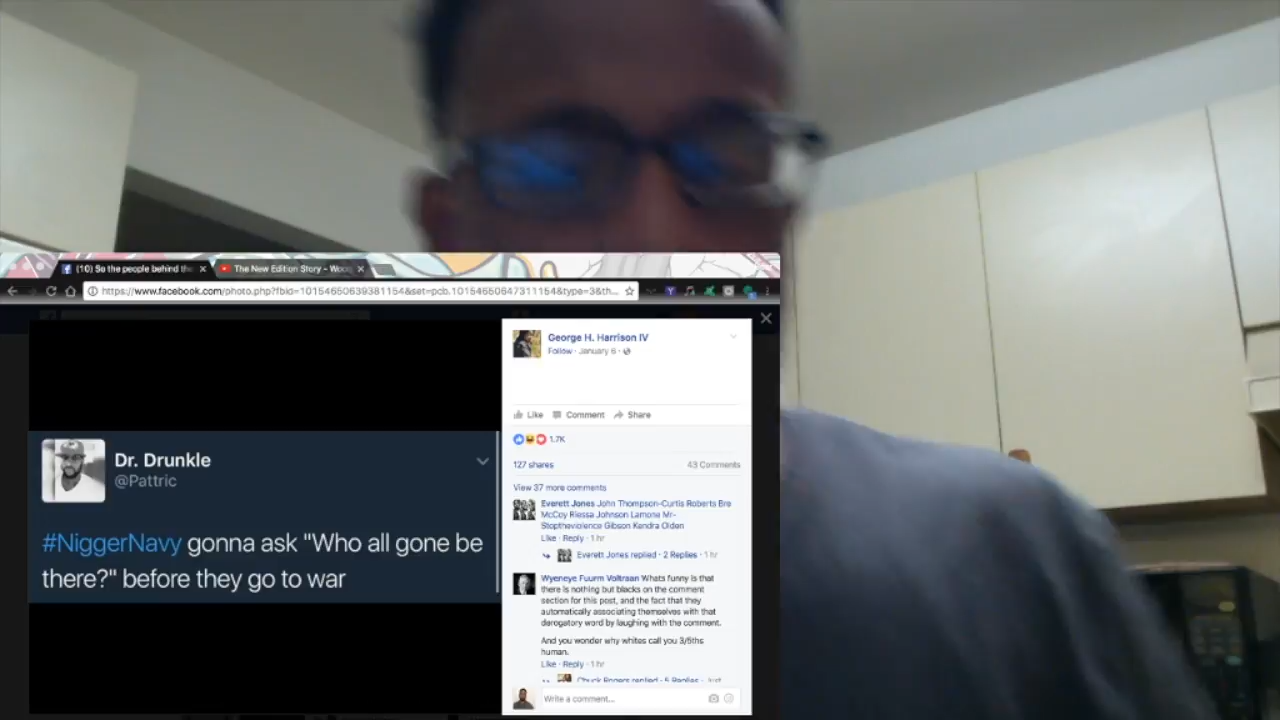 (10) So the people behind the
The New Edition Story - Woo
https://www.facebook.com/photo.php?fbid=10154650639381154&set=pcb.10154650647311154&type=3&th...
George H. Harrison IV
Follow · January 6 ·
Like Comment Share
1.7K
127 shares 43 Comments
View 37 more comments
Everett Jones John Thompson-Curtis Roberts Bre
McCoy Riessa Johnson Lamone Mr-
Stoptheviolence Gibson Kandra Olden
Like · Reply · 1 hr
Everett Jones replied · 2 Replies · 1 hr
Wyeneye Fuurm Voltraan Whats funny is that
there is nothing but blacks on the comment
section for this post, and the fact that they
automatically associating themselves with that
derogatory word by laughing with the comment.
And you wonder why whites call you 3/5ths
human.
Like · Reply · 1 hr
Chuck Rogers replied · 5 Replies · Just
Write a comment...
Dr. Drunkle
@Pattric
#NiggerNavy gonna ask "Who all gone be
there?" before they go to war